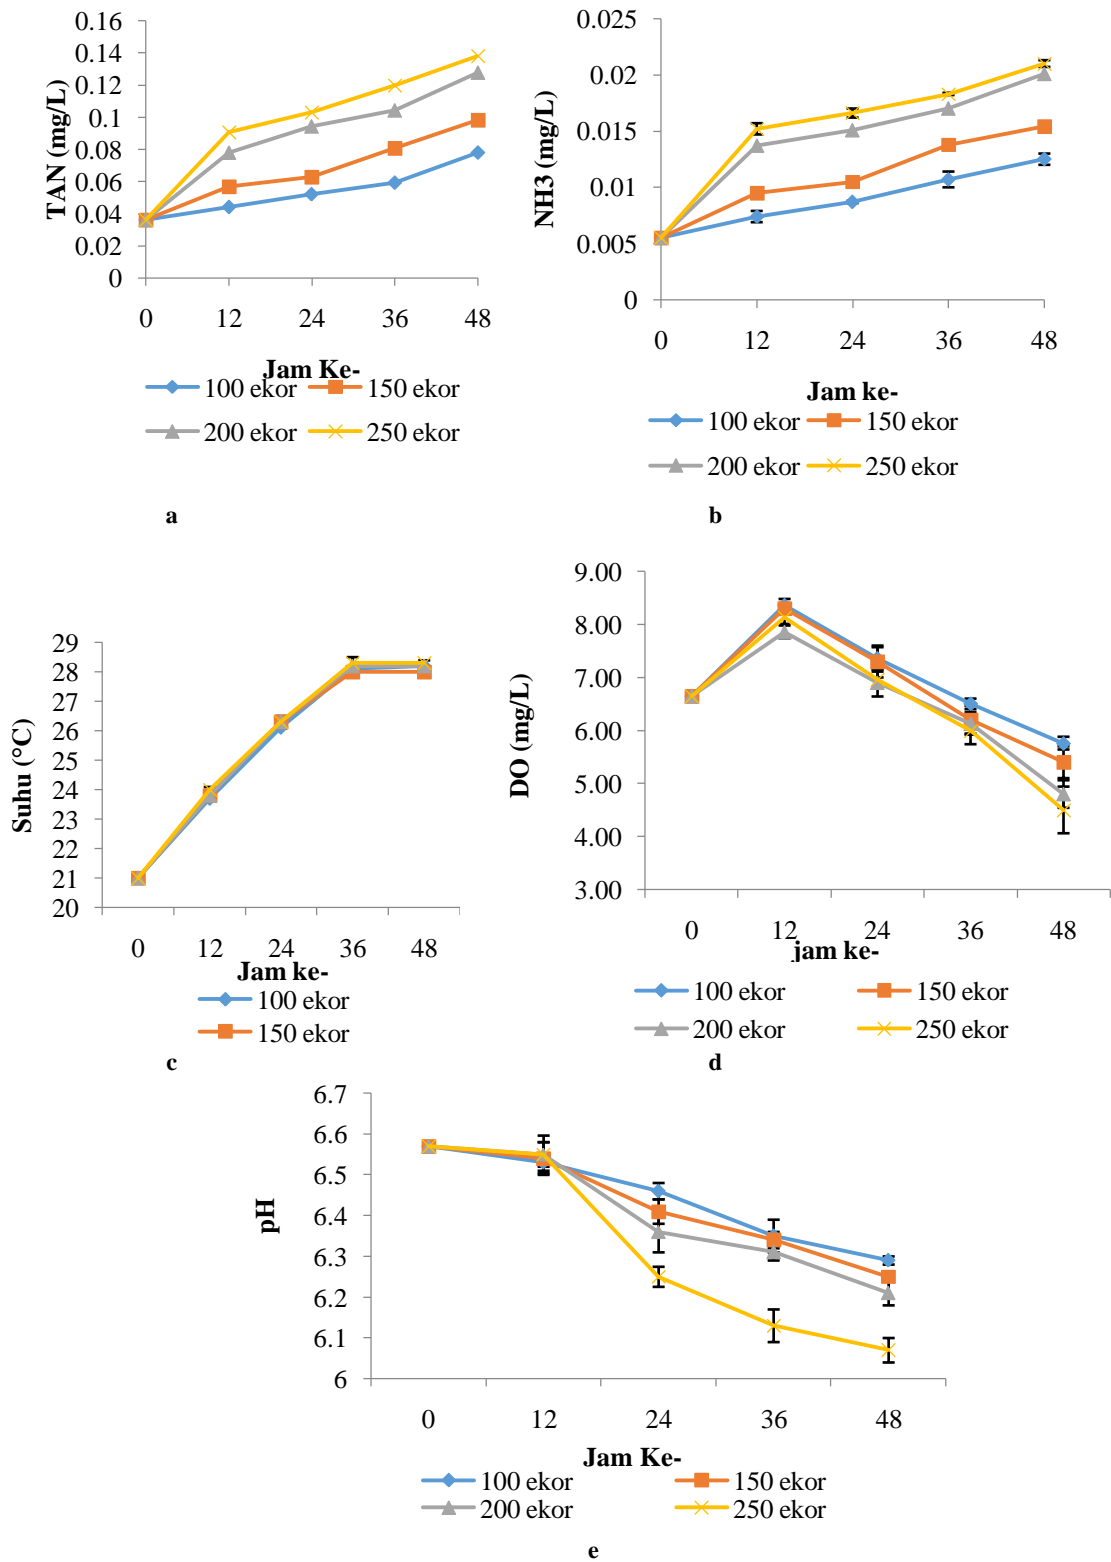 TAN (mg/L)
0.16
0.14
0.12
0.1
0.08
0.06
0.04
0.02
0
0 12 24 36 48
Jam Ke-
100 ekor 150 ekor
200 ekor 250 ekor
a
NH3 (mg/L)
0.025
0.02
0.015
0.01
0.005
0
0 12 24 36 48
Jam ke-
100 ekor 150 ekor
200 ekor 250 ekor
b
Suhu (°C)
29
28
27
26
25
24
23
22
21
20
0 12 24 36 48
Jam ke-
100 ekor
150 ekor
c
DO (mg/L)
9.00
8.00
7.00
6.00
5.00
4.00
3.00
0 12 24 36 48
jam ke-
100 ekor 150 ekor
200 ekor 250 ekor
d
pH
6.7
6.6
6.5
6.4
6.3
6.2
6.1
6
0 12 24 36 48
Jam Ke-
100 ekor 150 ekor
200 ekor 250 ekor
e